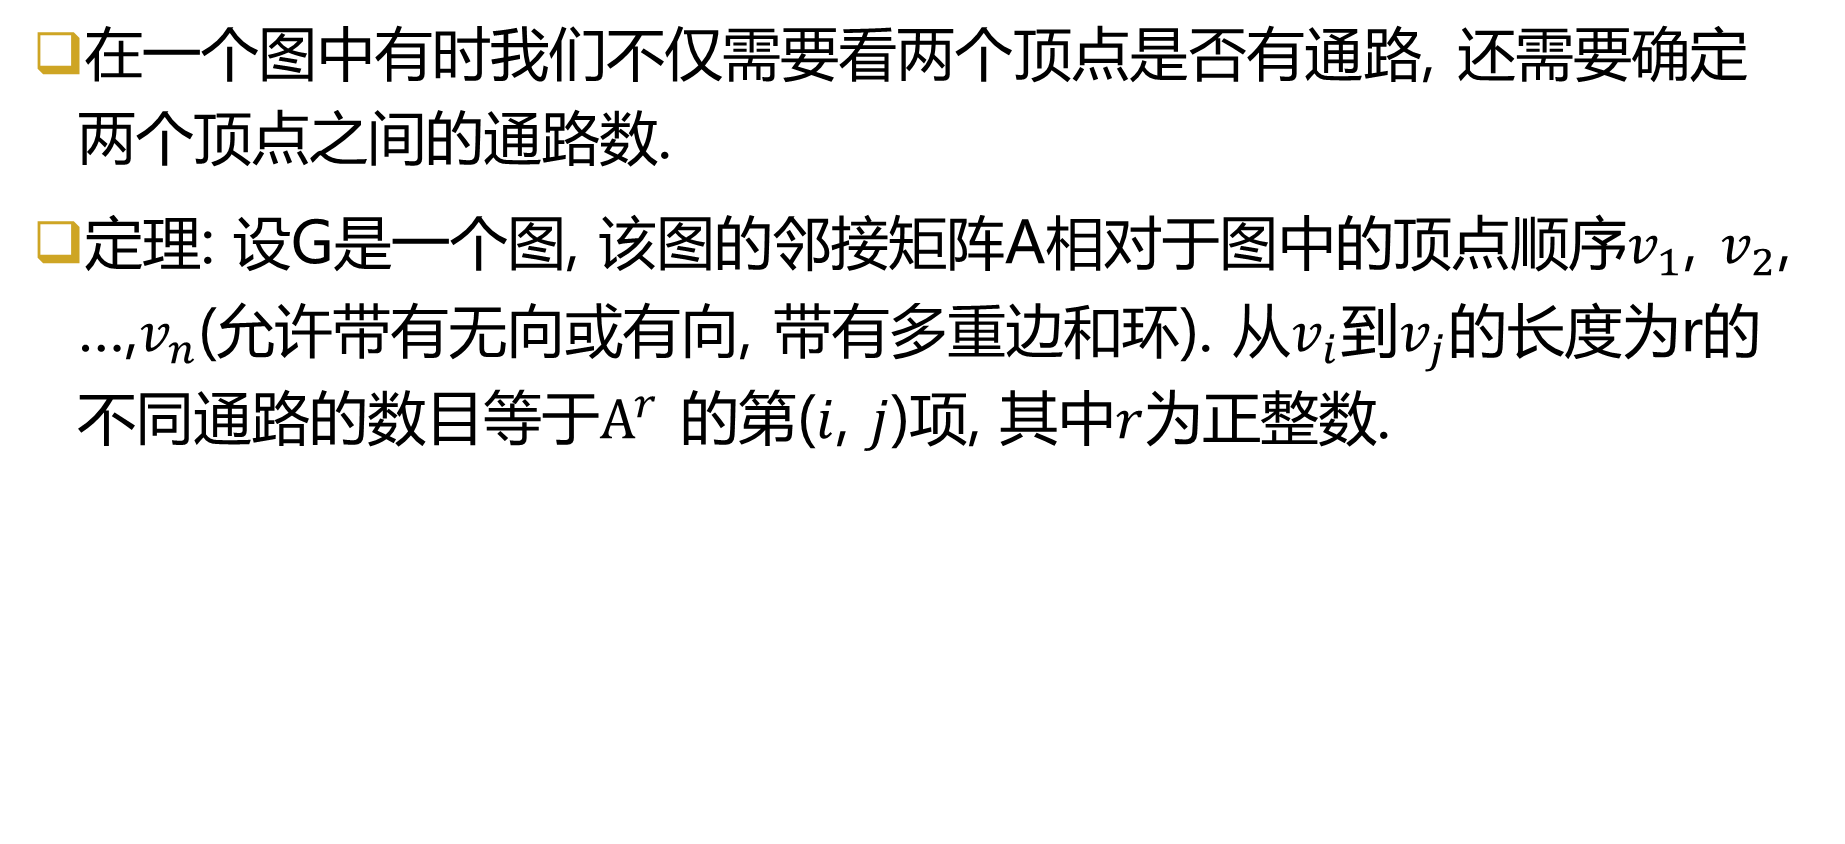 在一个图中有时我们不仅需要看两个顶点是否有通路, 还需要确定
两个顶点之间的通路数.
定理: 设G是一个图, 该图的邻接矩阵A相对于图中的顶点顺序𝑣₁, 𝑣₂,
…,𝑣ₙ(允许带有无向或有向, 带有多重边和环). 从𝑣ᵢ到𝑣ⱼ的长度为r的
不同通路的数目等于Aʳ 的第(𝑖, 𝑗)项, 其中𝑟为正整数.